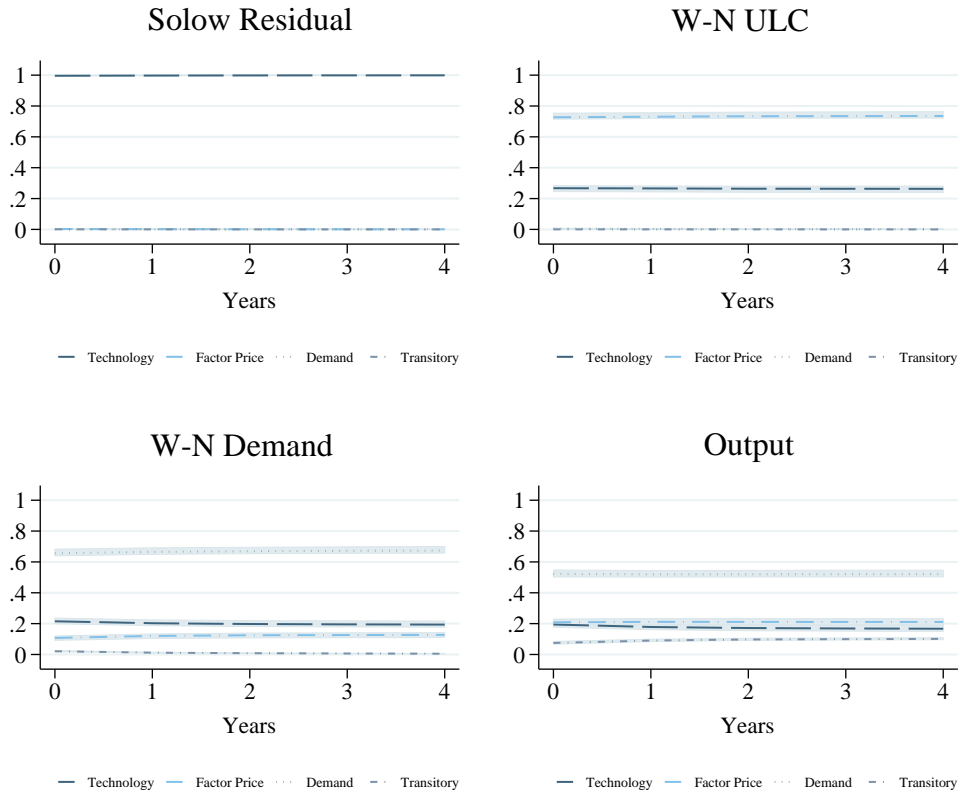 Solow Residual
1
.8
.6
.4
.2
0
0 1 2 3 4
Years
Technology Factor Price Demand Transitory
W-N ULC
1
.8
.6
.4
.2
0
0 1 2 3 4
Years
Technology Factor Price Demand Transitory
W-N Demand
1
.8
.6
.4
.2
0
0 1 2 3 4
Years
Technology Factor Price Demand Transitory
Output
1
.8
.6
.4
.2
0
0 1 2 3 4
Years
Technology Factor Price Demand Transitory